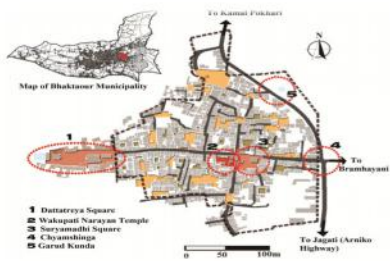 To Kamal Pokhari
N
Map of Bhaktapur Municipality
5
1
2
3
4
To
Bramhayani
1 Dattatreya Square
2 Wakupati Narayan Temple
3 Suryamadhi Square
4 Chyamshinga
5 Garud Kunda
0 50 100m
To Jagati (Arniko
Highway)